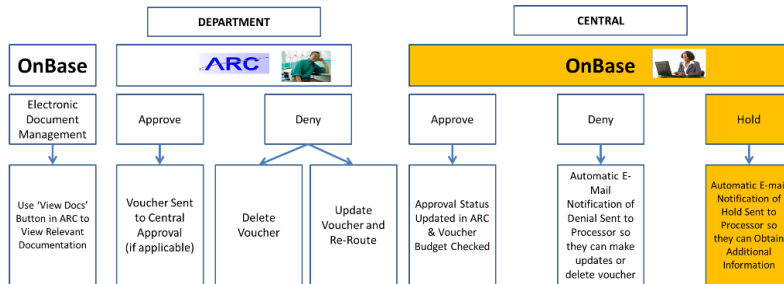 DEPARTMENT
CENTRAL
OnBase
ARC
OnBase
Electronic
Document
Management
Approve
Deny
Approve
Deny
Hold
Use ‘View Docs’
Button in ARC to
View Relevant
Documentation
Voucher Sent
to Central
Approval
(if applicable)
Delete
Voucher
Update
Voucher and
Re-Route
Approval Status
Updated in ARC
& Voucher
Budget Checked
Automatic E-
Mail
Notification of
Denial Sent to
Processor so
they can make
updates or
delete voucher
Automatic E-mail
Notification of
Hold Sent to
Processor so
they can Obtain
Additional
Information